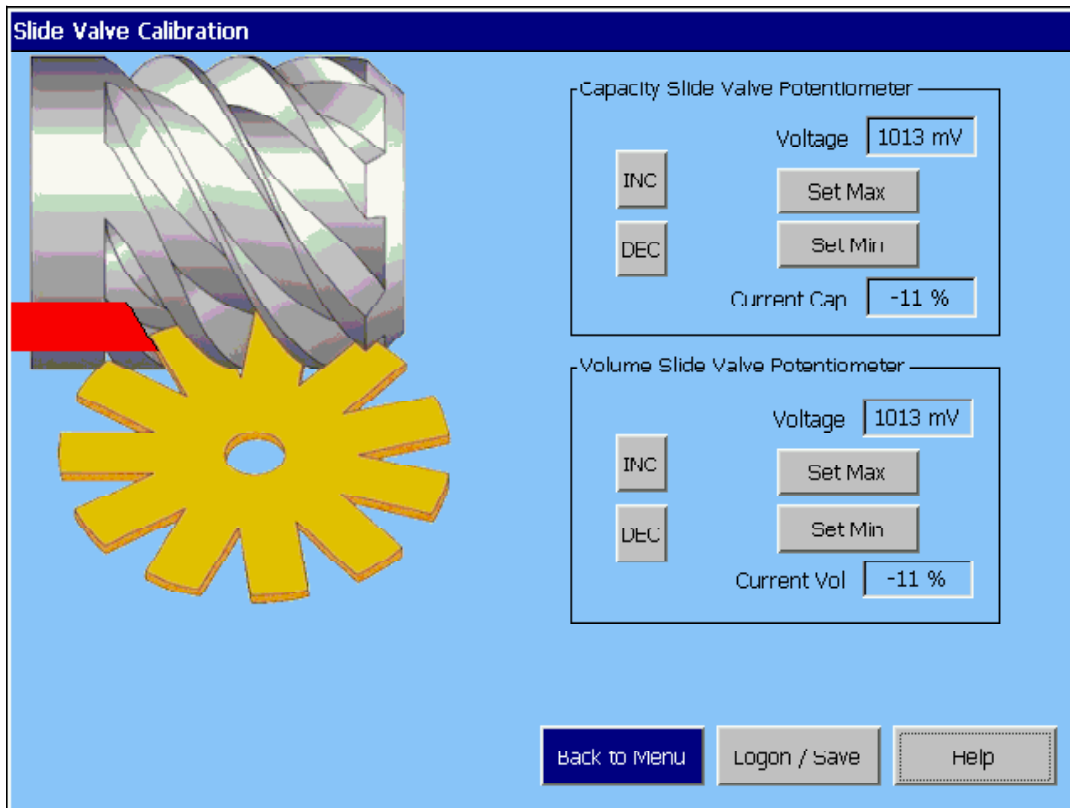 Slide Valve Calibration
Capacity Slide Valve Potentiometer
Voltage 1013 mV
INC
Set Max
DEC
Set Min
Current Cap -11 %
Volume Slide Valve Potentiometer
Voltage 1013 mV
INC
Set Max
DEC
Set Min
Current Vol -11 %
Back to Menu
Logon / Save
Help